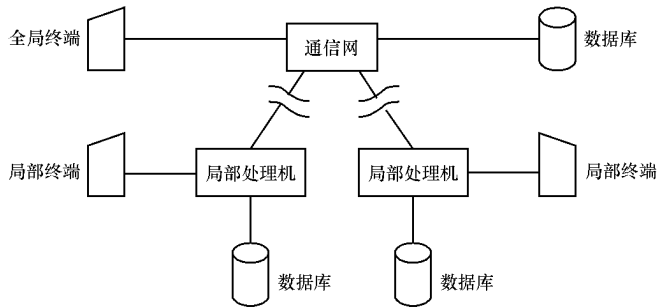 全局终端
通信网
数据库
局部终端
局部处理机
局部处理机
局部终端
数据库
数据库